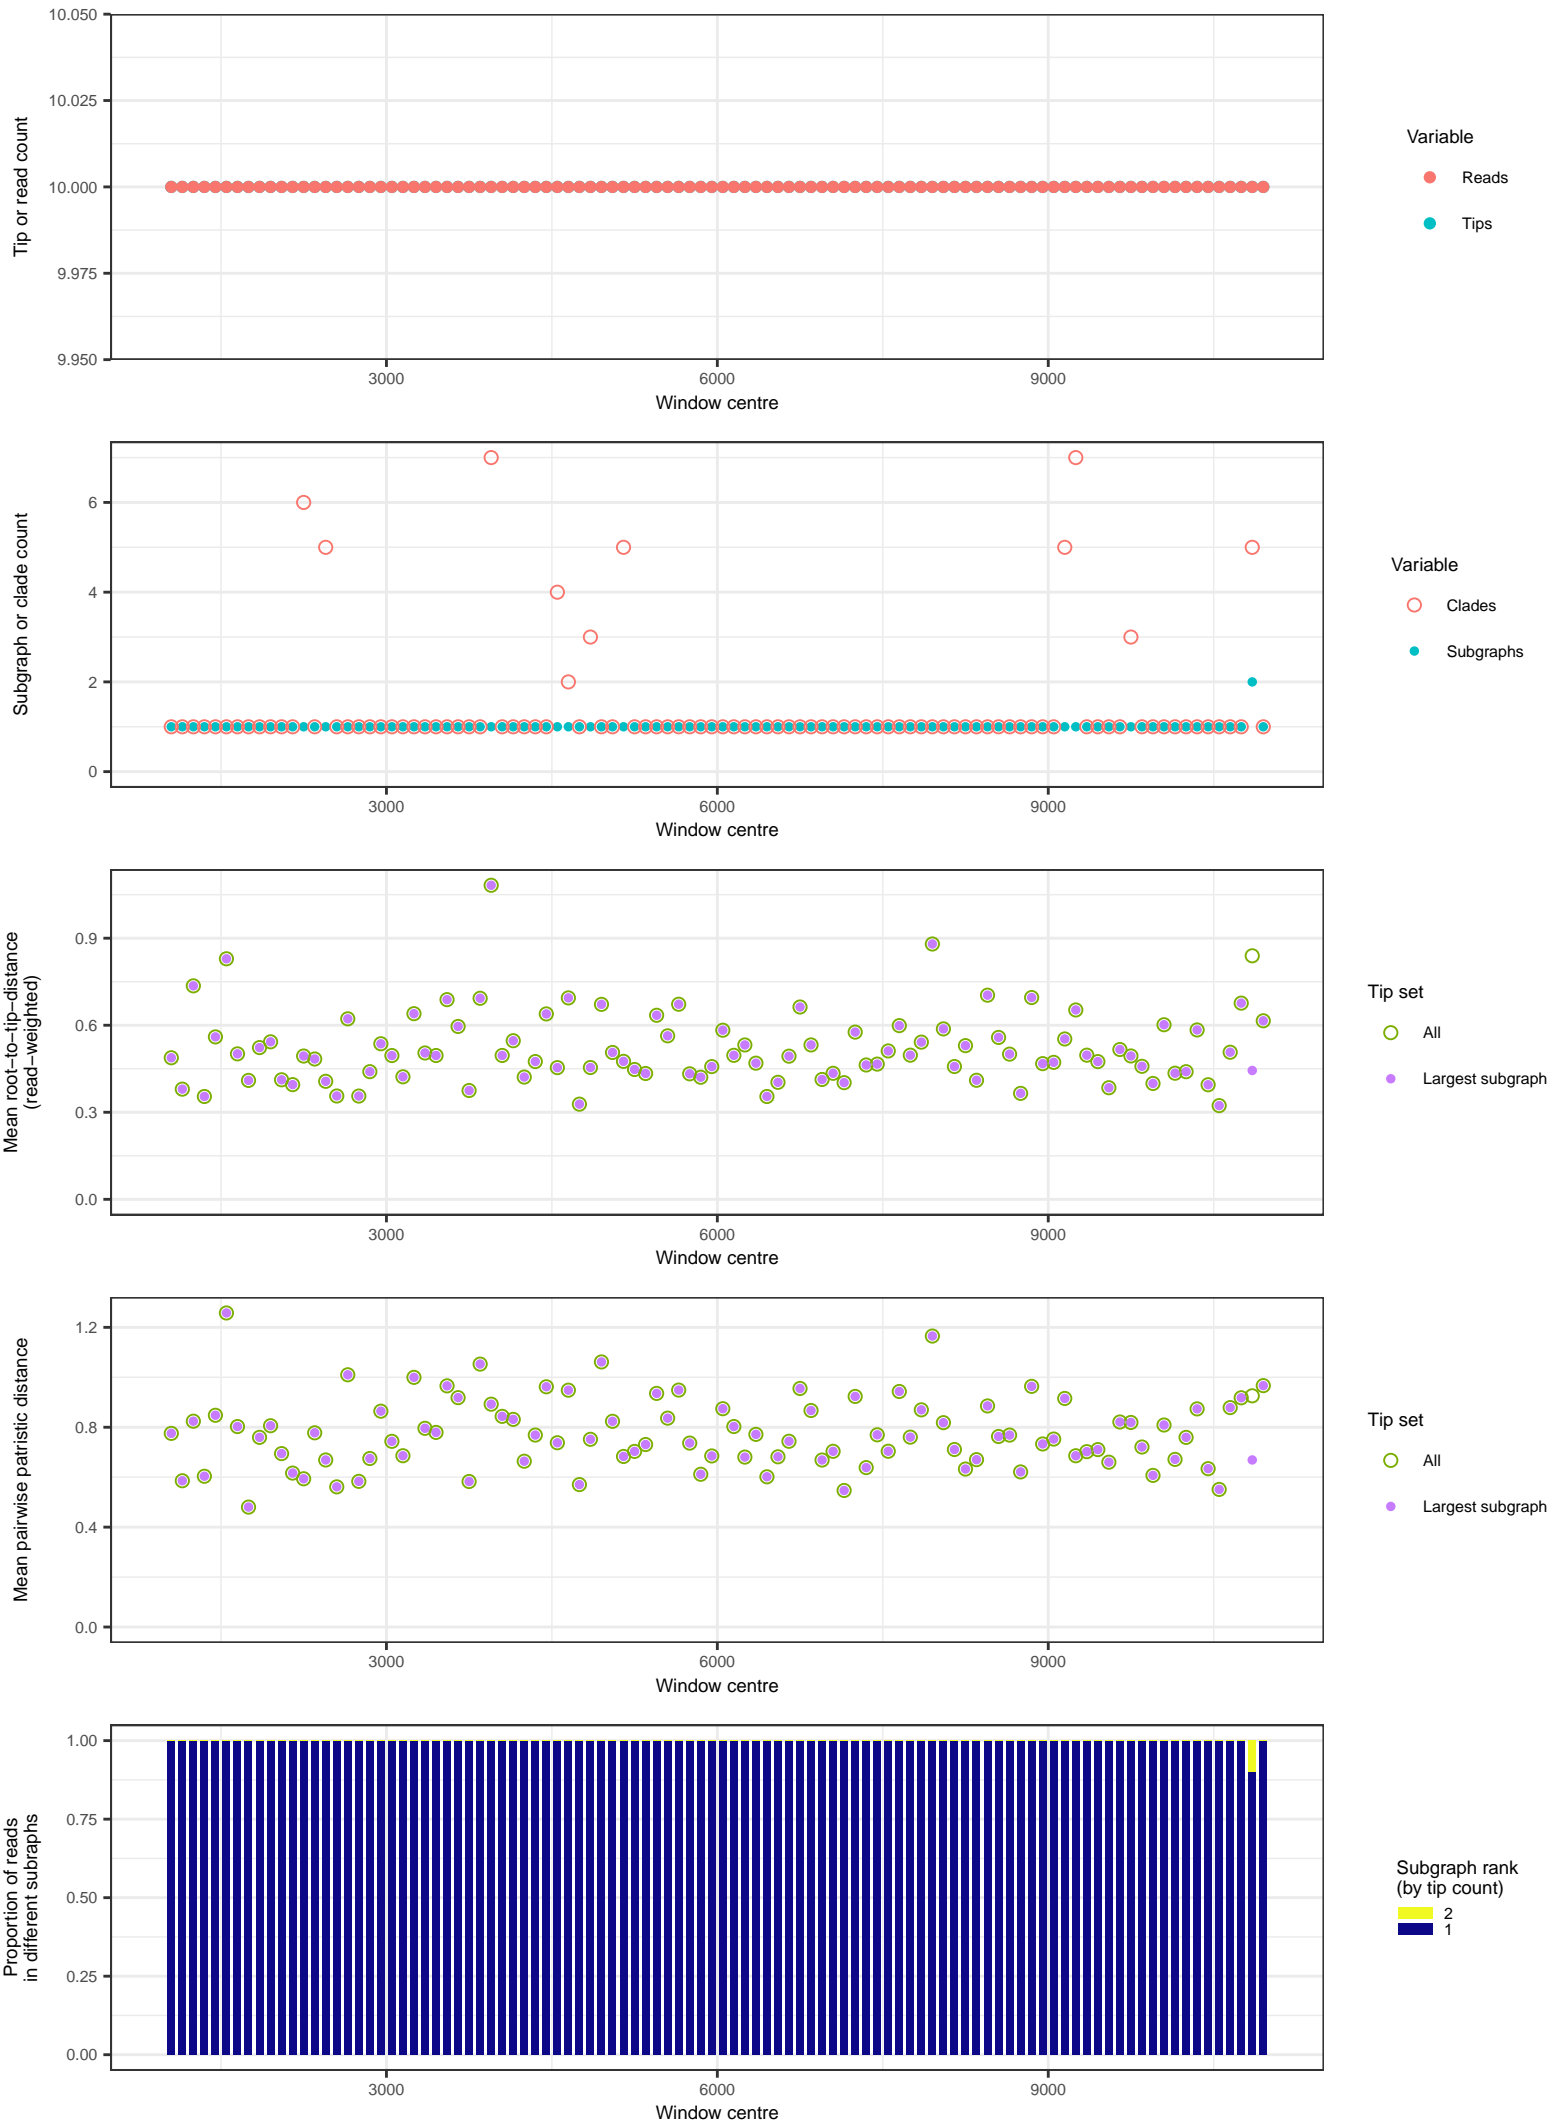 10.050
10.025
10.000
9.975
9.950
Tip or read count
3000 6000 9000
Window centre
Variable
Reads
Tips
6
4
2
0
Subgraph or clade count
3000 6000 9000
Window centre
Variable
Clades
Subgraphs
0.9
0.6
0.3
0.0
Mean root−to−tip−distance
(read−weighted)
3000 6000 9000
Window centre
Tip set
All
Largest subgraph
1.2
0.8
0.4
0.0
Mean pairwise patristic distance
3000 6000 9000
Window centre
Tip set
All
Largest subgraph
1.00
0.75
0.50
0.25
0.00
Proportion of reads
in different subraphs
3000 6000 9000
Window centre
Subgraph rank
(by tip count)
2
1